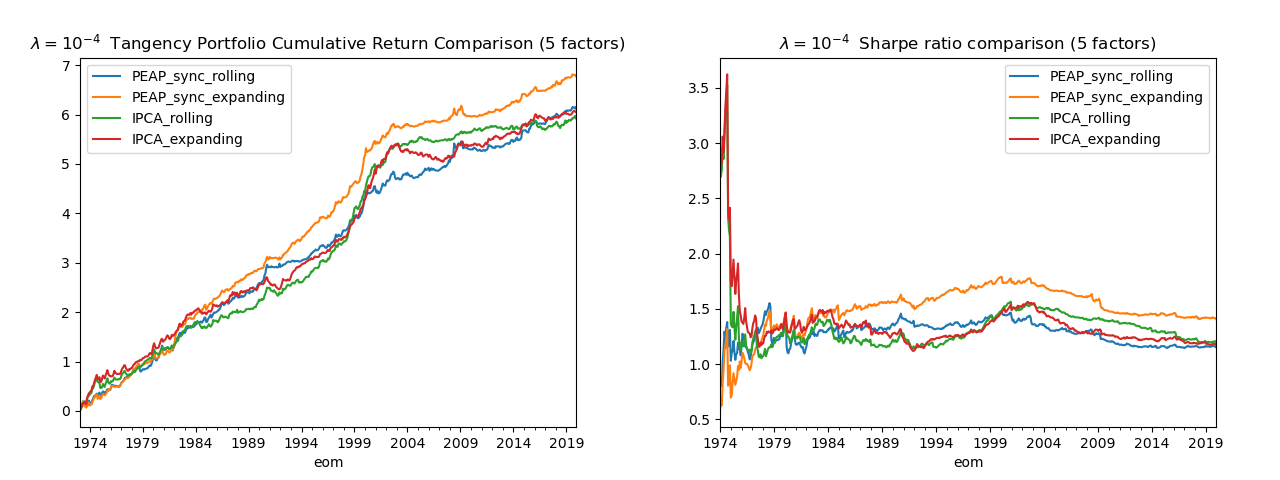 λ = 10⁻⁴ Tangency Portfolio Cumulative Return Comparison (5 factors)
7
6
5
4
3
2
1
0
PEAP_sync_rolling
PEAP_sync_expanding
IPCA_rolling
IPCA_expanding
1974 1979 1984 1989 1994 1999 2004 2009 2014 2019
eom
λ = 10⁻⁴ Sharpe ratio comparison (5 factors)
3.5
3.0
2.5
2.0
1.5
1.0
0.5
PEAP_sync_rolling
PEAP_sync_expanding
IPCA_rolling
IPCA_expanding
1974 1979 1984 1989 1994 1999 2004 2009 2014 2019
eom